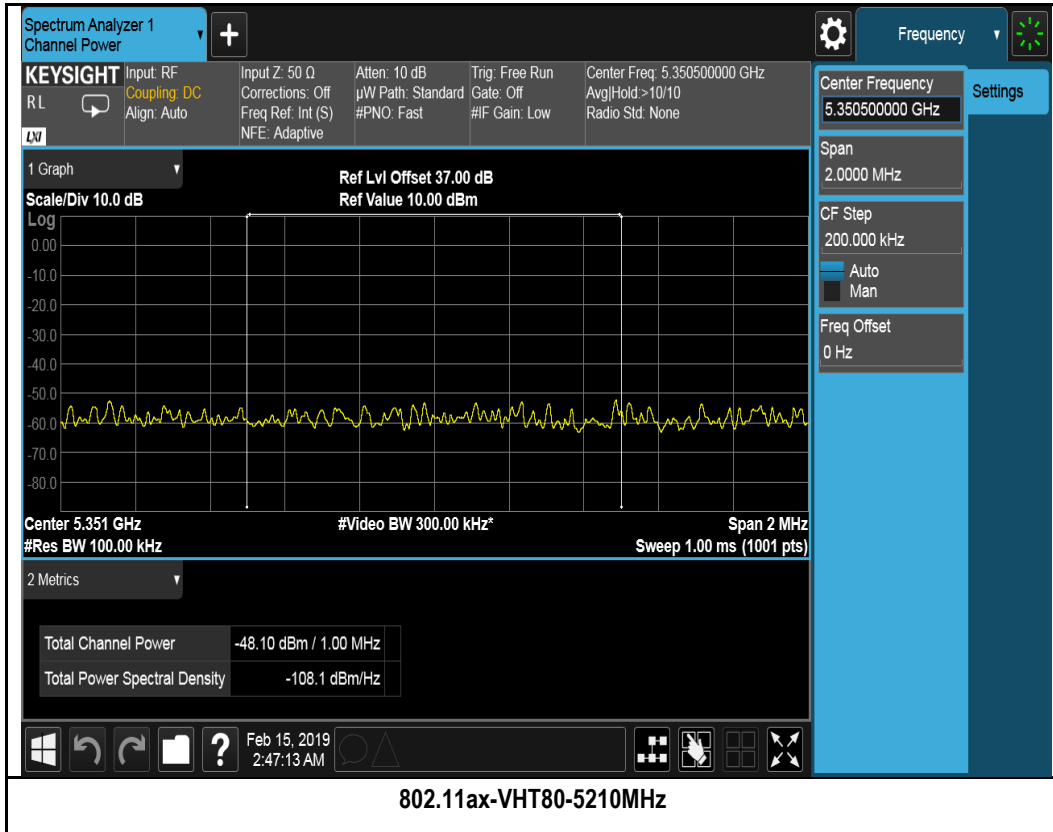 Spectrum Analyzer 1
Channel Power
+
Frequency
KEYSIGHT
RL
LXI
Input: RF
Coupling: DC
Align: Auto
Input Z: 50 Ω
Corrections: Off
Freq Ref: Int (S)
NFE: Adaptive
Atten: 10 dB
µW Path: Standard
#PNO: Fast
Trig: Free Run
Gate: Off
#IF Gain: Low
Center Freq: 5.350500000 GHz
Avg|Hold:>10/10
Radio Std: None
Center Frequency
5.350500000 GHz
Settings
Span
2.0000 MHz
CF Step
200.000 kHz
Auto
Man
Freq Offset
0 Hz
1 Graph
Scale/Div 10.0 dB
Ref Lvl Offset 37.00 dB
Ref Value 10.00 dBm
Log
0.00
-10.0
-20.0
-30.0
-40.0
-50.0
-60.0
-70.0
-80.0
Center 5.351 GHz
#Video BW 300.00 kHz*
Span 2 MHz
#Res BW 100.00 kHz
Sweep 1.00 ms (1001 pts)
2 Metrics
Total Channel Power -48.10 dBm / 1.00 MHz
Total Power Spectral Density -108.1 dBm/Hz
?
Feb 15, 2019
2:47:13 AM
802.11ax-VHT80-5210MHz